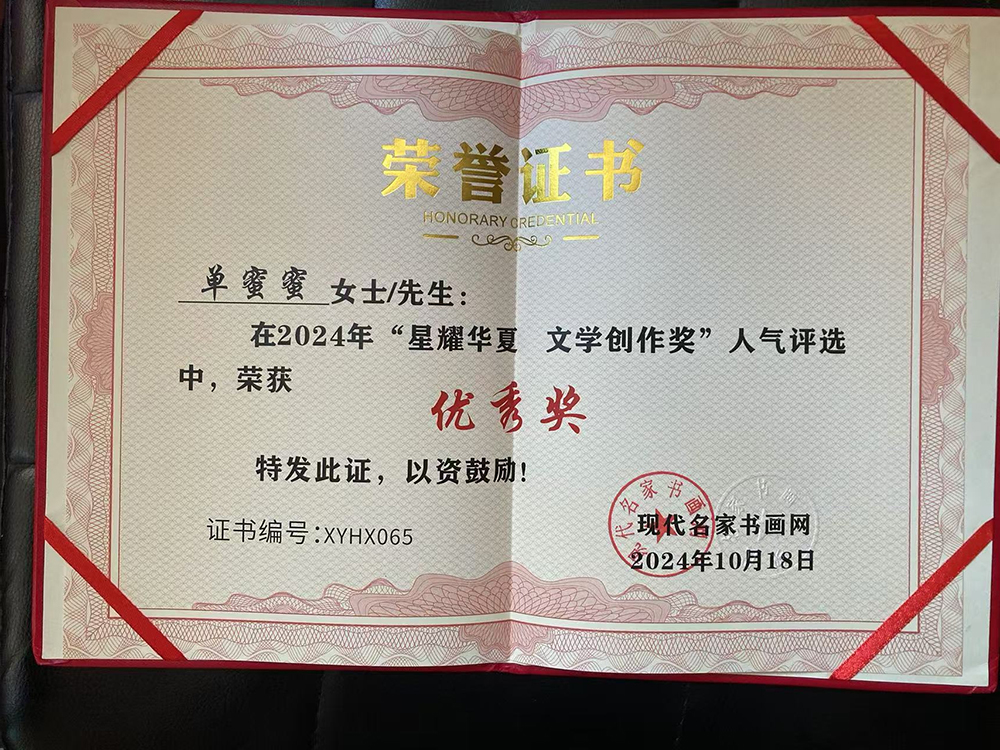 荣誉证书
HONORARY CREDENTIAL
单蜜蜜 女士/先生：
在2024年“星耀华夏 文学创作奖”人气评选
中，荣获
优秀奖
特发此证，以资鼓励！
证书编号：XYHX065
现代名家书画网
2024年10月18日